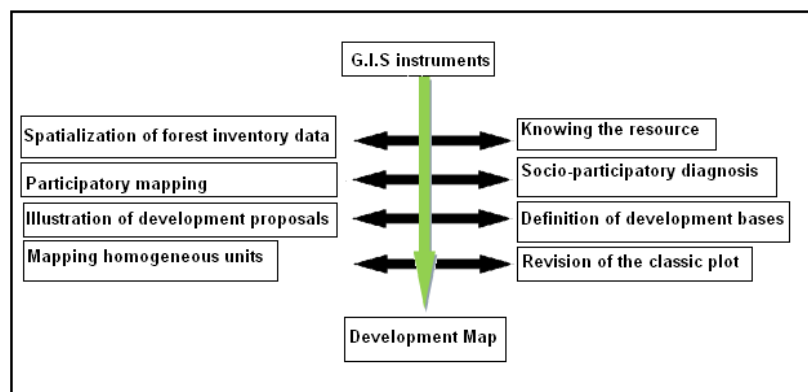 G.I.S instruments
Spatialization of forest inventory data
Knowing the resource
Participatory mapping
Socio-participatory diagnosis
Illustration of development proposals
Definition of development bases
Mapping homogeneous units
Revision of the classic plot
Development Map